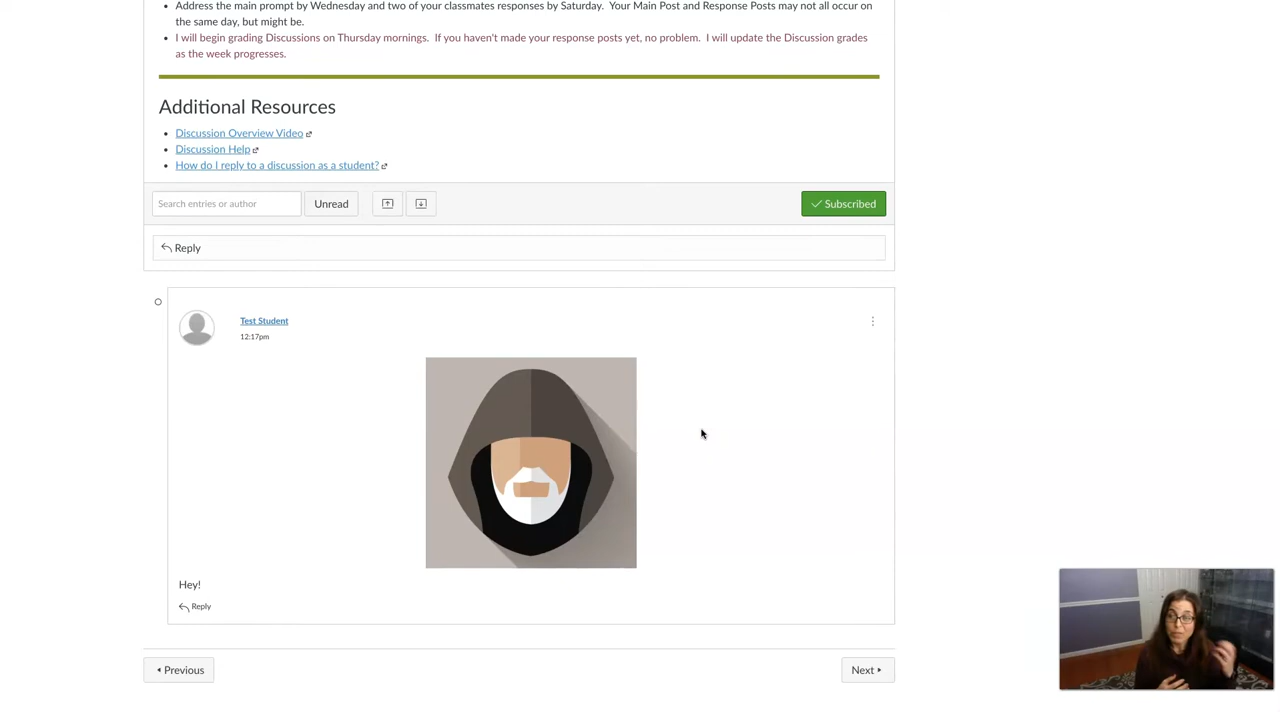 Address the main prompt by Wednesday and two of your classmates responses by Saturday.  Your Main Post and Response Posts may not all occur on
the same day, but might be.
I will begin grading Discussions on Thursday mornings.  If you haven't made your response posts yet, no problem.  I will update the Discussion grades
as the week progresses.
Additional Resources
Discussion Overview Video
Discussion Help
How do I reply to a discussion as a student?
Search entries or author
Unread
Subscribed
Reply
Test Student
12:17pm
Hey!
Reply
Previous
Next